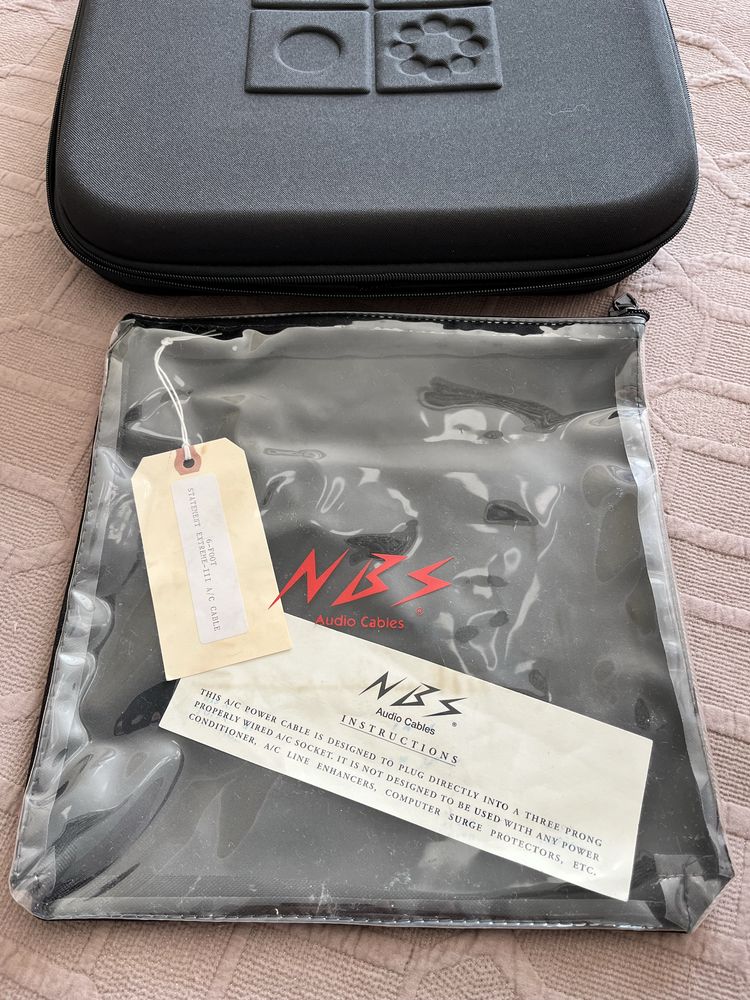 6-FOOT
STATEMENT EXTREME-III A/C CABLE
NBS®
Audio Cables
NBS®
Audio Cables
INSTRUCTIONS
THIS A/C POWER CABLE IS DESIGNED TO PLUG DIRECTLY INTO A THREE PRONG
PROPERLY WIRED A/C SOCKET. IT IS NOT DESIGNED TO BE USED WITH ANY POWER
CONDITIONER, A/C LINE ENHANCERS, COMPUTER SURGE PROTECTORS, ETC.